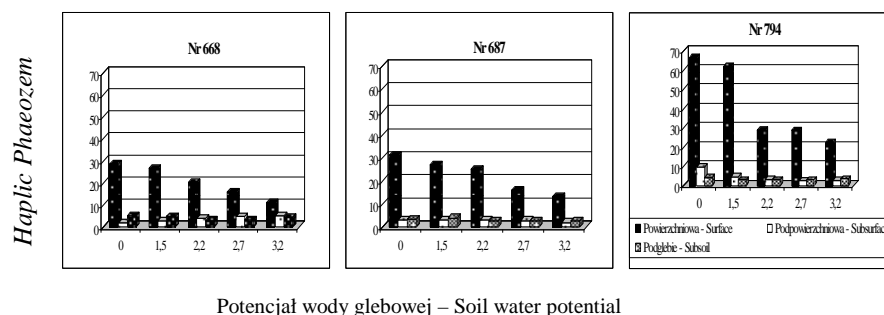 Haplic Phaeozem
Nr 668
70
60
50
40
30
20
10
0
0 1,5 2,2 2,7 3,2
Nr 687
70
60
50
40
30
20
10
0
0 1,5 2,2 2,7 3,2
Nr 794
70
60
50
40
30
20
10
0
0 1,5 2,2 2,7 3,2
Powierzchniowa - Surface Podpowierzchniowa - Subsurfac
Podglebie - Subsoil
Potencjał wody glebowej – Soil water potential